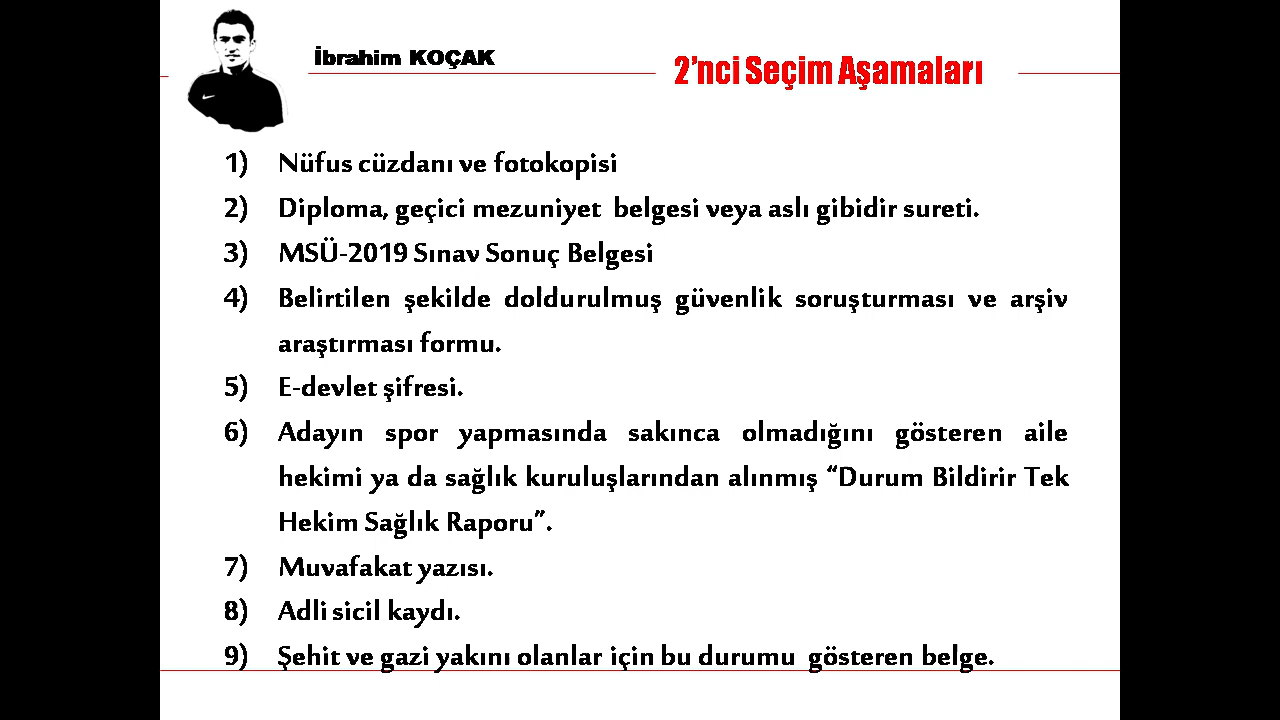 İbrahim KOÇAK
2’nci Seçim Aşamaları
1) Nüfus cüzdanı ve fotokopisi
2) Diploma, geçici mezuniyet belgesi veya aslı gibidir sureti.
3) MSÜ-2019 Sınav Sonuç Belgesi
4) Belirtilen şekilde doldurulmuş güvenlik soruşturması ve arşiv
araştırması formu.
5) E-devlet şifresi.
6) Adayın spor yapmasında sakınca olmadığını gösteren aile
hekimi ya da sağlık kuruluşlarından alınmış “Durum Bildirir Tek
Hekim Sağlık Raporu”.
7) Muvafakat yazısı.
8) Adli sicil kaydı.
9) Şehit ve gazi yakını olanlar için bu durumu gösteren belge.